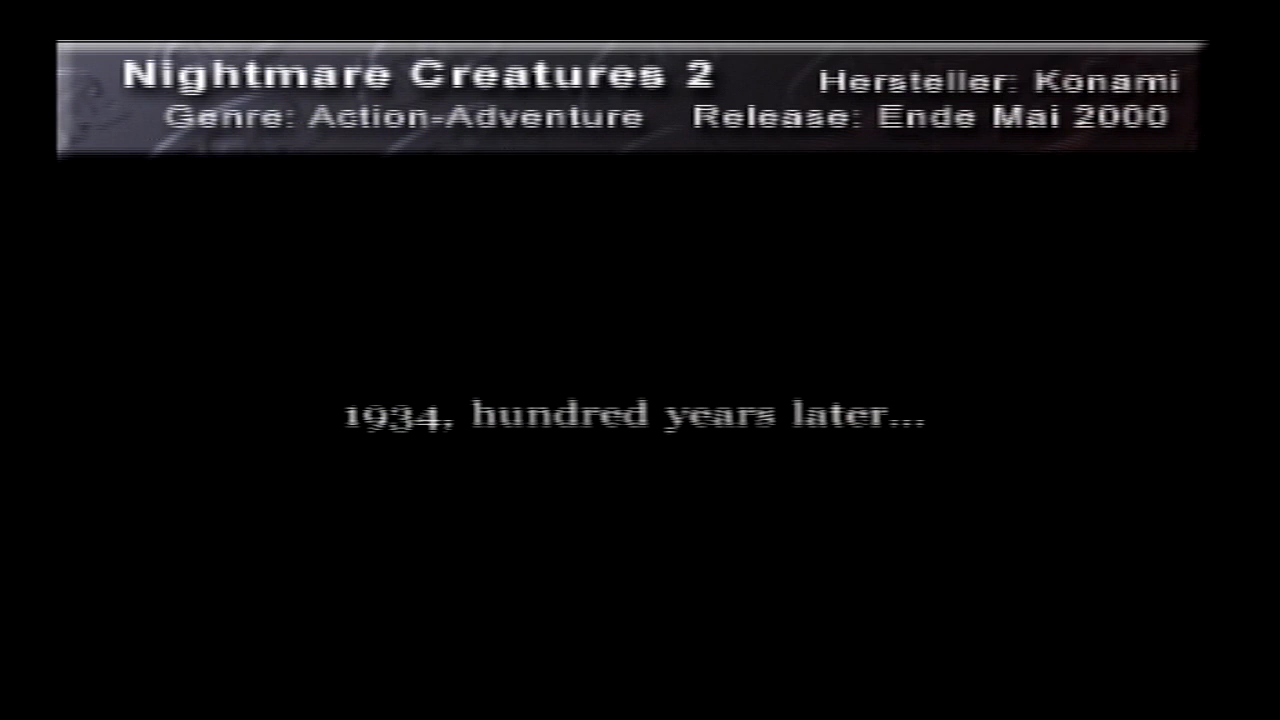 Nightmare Creatures 2 Hersteller: Konami
Genre: Action-Adventure Release: Ende Mai 2000
1934, hundred years later...